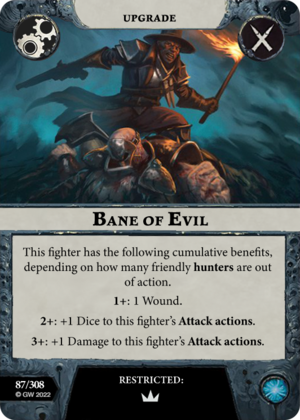 UPGRADE
BANE OF EVIL
This fighter has the following cumulative benefits,
depending on how many friendly hunters are out
of action.
1+: 1 Wound.
2+: +1 Dice to this fighter's Attack actions.
3+: +1 Damage to this fighter's Attack actions.
87/308
© GW 2022
RESTRICTED: